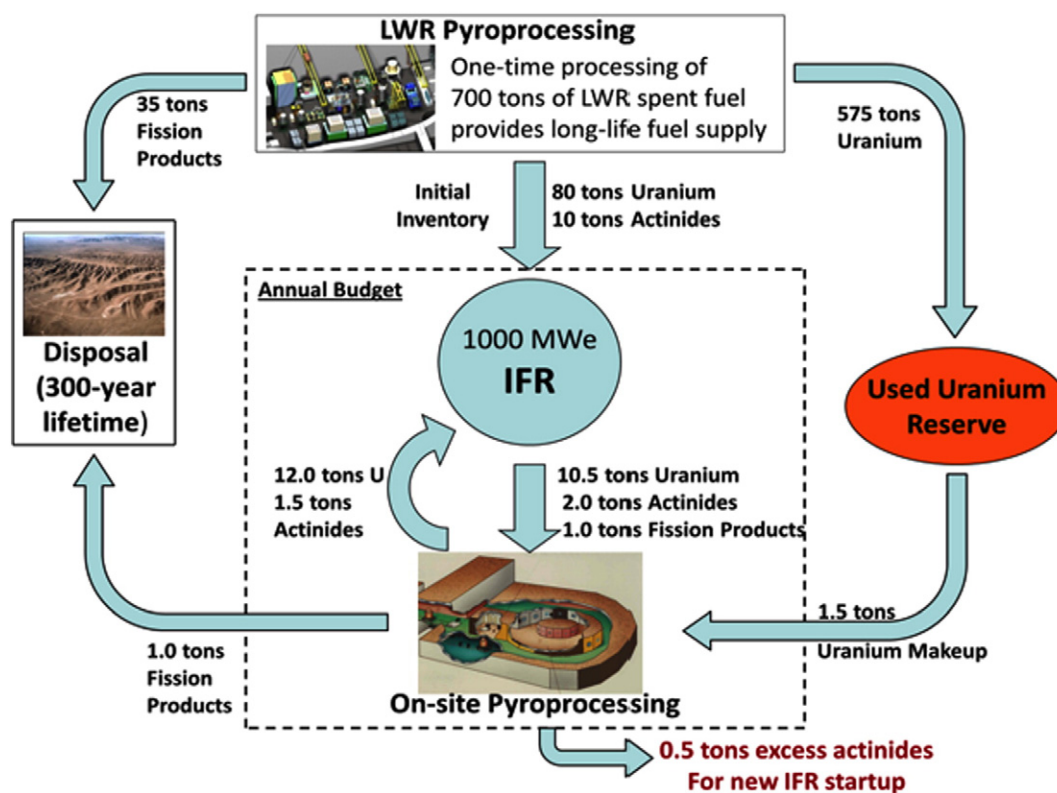 LWR Pyroprocessing
One-time processing of
700 tons of LWR spent fuel
provides long-life fuel supply
35 tons
Fission
Products
575 tons
Uranium
Initial
Inventory
80 tons Uranium
10 tons Actinides
Annual Budget
1000 MWe
IFR
Disposal
(300-year
lifetime)
Used Uranium
Reserve
12.0 tons U
1.5 tons
Actinides
10.5 tons Uranium
2.0 tons Actinides
1.0 tons Fission Products
1.5 tons
Uranium Makeup
1.0 tons
Fission
Products
On-site Pyroprocessing
0.5 tons excess actinides
For new IFR startup